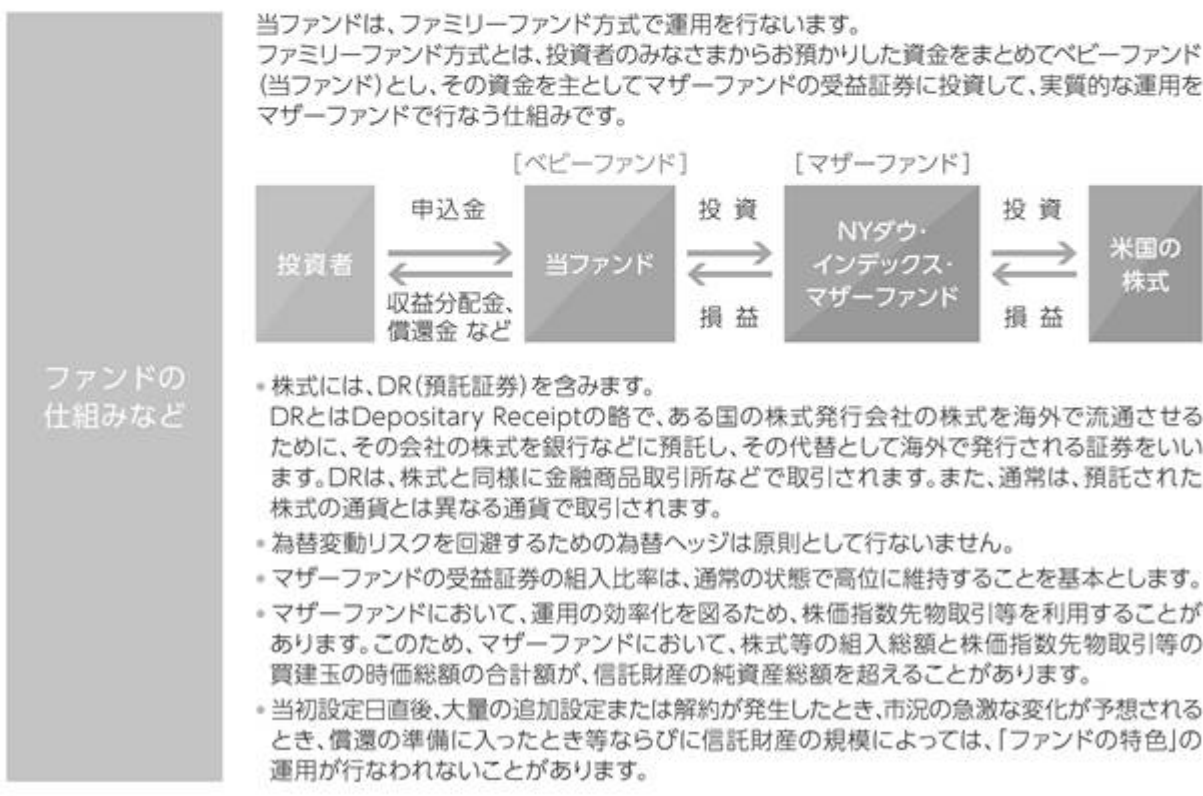 当ファンドは、ファミリーファンド方式で運用を行ないます。
ファミリーファンド方式とは、投資者のみなさまからお預かりした資金をまとめてベビーファンド
(当ファンド)とし、その資金を主としてマザーファンドの受益証券に投資して、実質的な運用を
マザーファンドで行なう仕組みです。
[ベビーファンド]
[マザーファンド]
投資者
申込金
収益分配金、
償還金 など
当ファンド
投 資
損 益
NYダウ・
インデックス・
マザーファンド
投 資
損 益
米国の
株式
ファンドの
仕組みなど
• 株式には、DR(預託証券)を含みます。
DRとはDepositary Receiptの略で、ある国の株式発行会社の株式を海外で流通させる
ために、その会社の株式を銀行などに預託し、その代替として海外で発行される証券をいい
ます。DRは、株式と同様に金融商品取引所などで取引されます。また、通常は、預託された
株式の通貨とは異なる通貨で取引されます。
• 為替変動リスクを回避するための為替ヘッジは原則として行ないません。
• マザーファンドの受益証券の組入比率は、通常の状態で高位に維持することを基本とします。
• マザーファンドにおいて、運用の効率化を図るため、株価指数先物取引等を利用することが
あります。このため、マザーファンドにおいて、株式等の組入総額と株価指数先物取引等の
買建玉の時価総額の合計額が、信託財産の純資産総額を超えることがあります。
• 当初設定日直後、大量の追加設定または解約が発生したとき、市況の急激な変化が予想される
とき、償還の準備に入ったとき等ならびに信託財産の規模によっては、「ファンドの特色」の
運用が行なわれないことがあります。